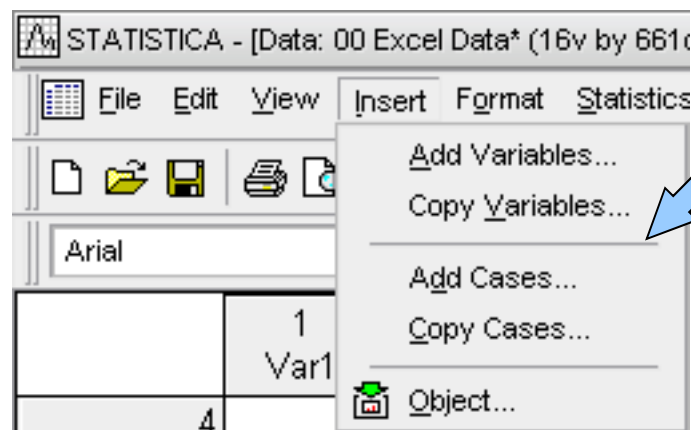 STATISTICA - [Data: 00 Excel Data* (16v by 661c
File Edit View Insert Format Statistics
Add Variables...
Copy Variables...
Arial
Add Cases...
Copy Cases...
1
Var1
Object...
4